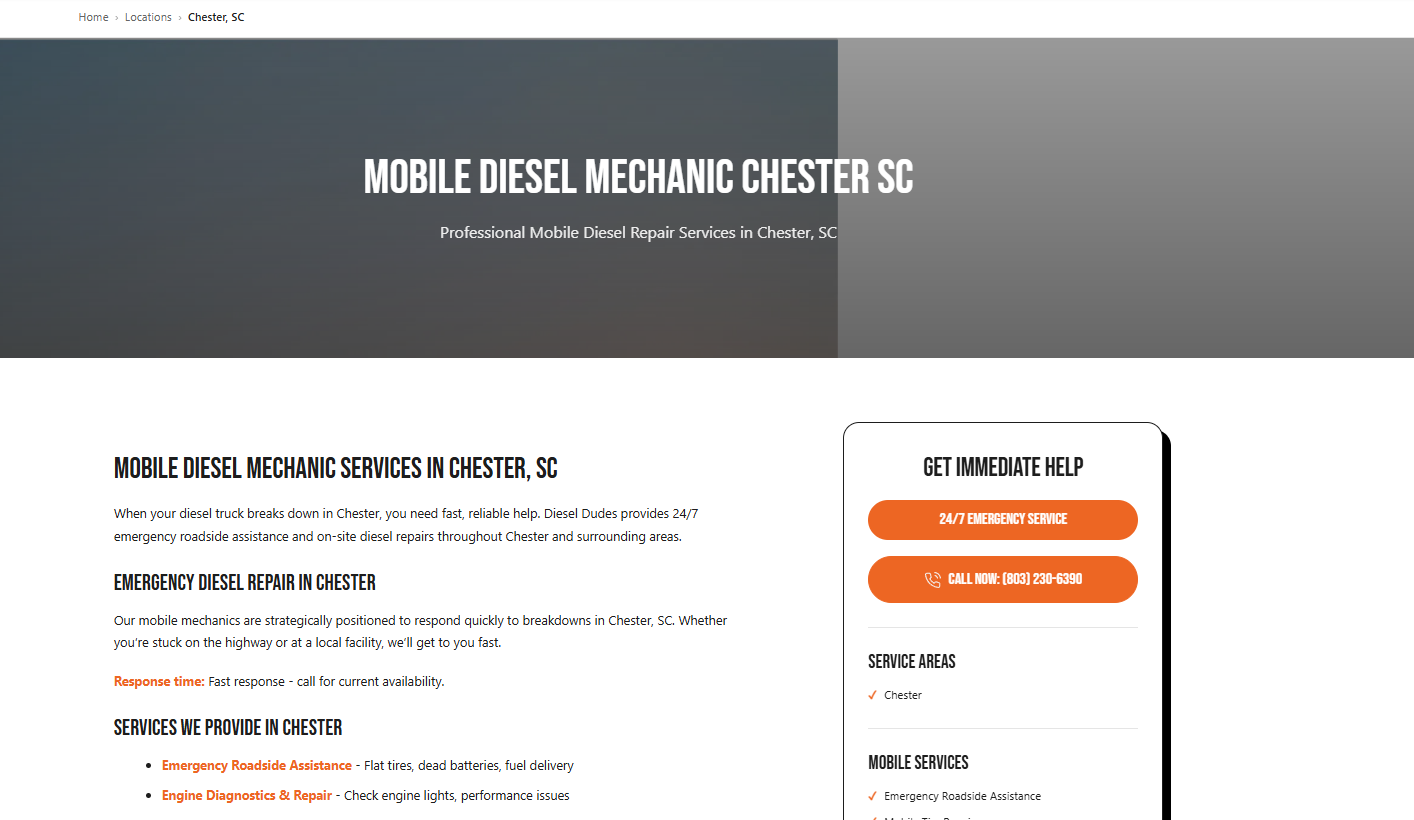 Home › Locations › Chester, SC
MOBILE DIESEL MECHANIC CHESTER SC
Professional Mobile Diesel Repair Services in Chester, SC
MOBILE DIESEL MECHANIC SERVICES IN CHESTER, SC
When your diesel truck breaks down in Chester, you need fast, reliable help. Diesel Dudes provides 24/7
emergency roadside assistance and on-site diesel repairs throughout Chester and surrounding areas.
EMERGENCY DIESEL REPAIR IN CHESTER
Our mobile mechanics are strategically positioned to respond quickly to breakdowns in Chester, SC. Whether
you're stuck on the highway or at a local facility, we'll get to you fast.
Response time: Fast response - call for current availability.
SERVICES WE PROVIDE IN CHESTER
• Emergency Roadside Assistance - Flat tires, dead batteries, fuel delivery
• Engine Diagnostics & Repair - Check engine lights, performance issues
GET IMMEDIATE HELP
24/7 EMERGENCY SERVICE
CALL NOW: (803) 230-6390
SERVICE AREAS
✓ Chester
MOBILE SERVICES
✓ Emergency Roadside Assistance